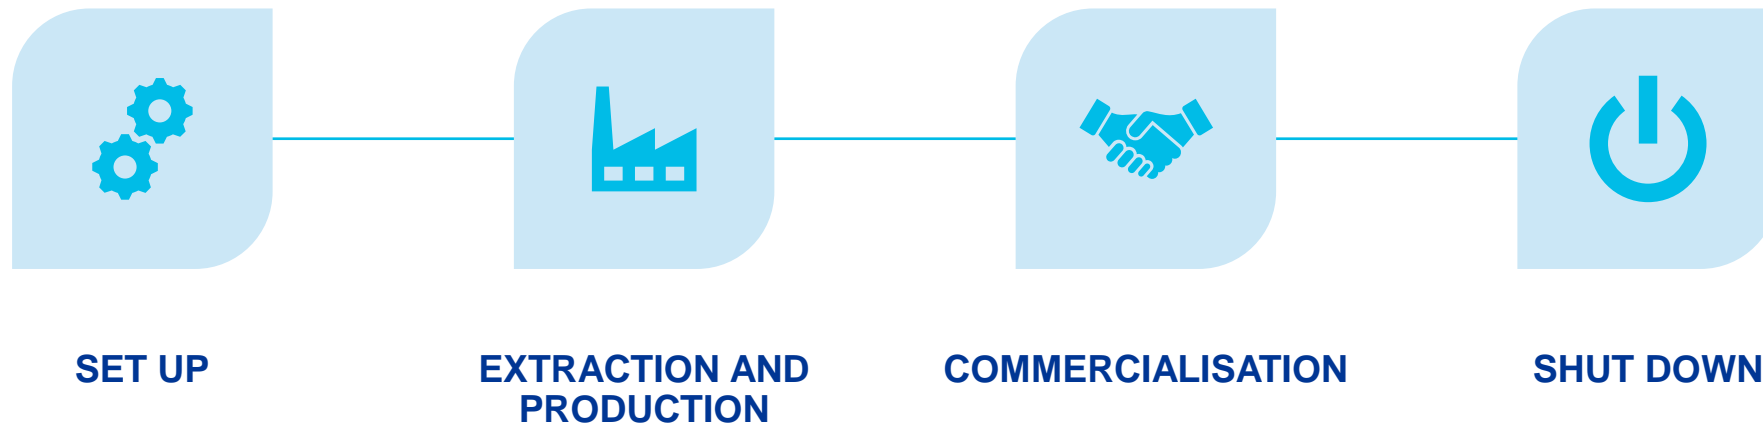 SET UP
EXTRACTION AND
PRODUCTION
COMMERCIALISATION
SHUT DOWN